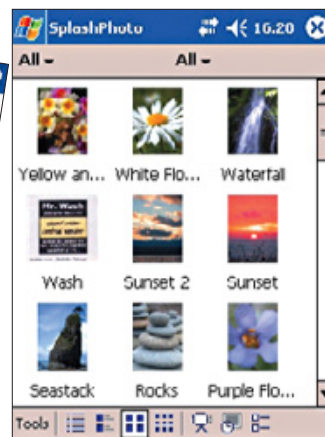 SplashPhoto 16.20
All All
Yellow an... White Flo... Waterfall
Mr. Wash
Wash Sunset 2 Sunset
Seastack Rocks Purple Flo...
Tools